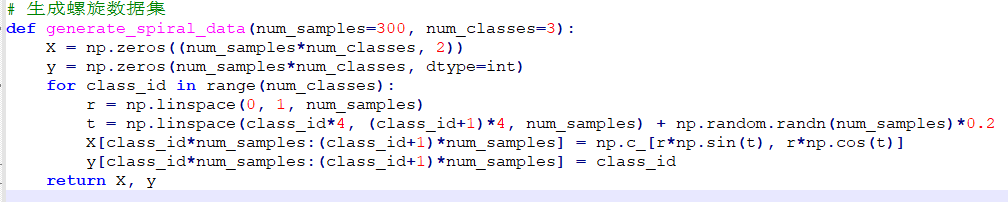 # 生成螺旋数据集
def generate_spiral_data(num_samples=300, num_classes=3):
    X = np.zeros((num_samples*num_classes, 2))
    y = np.zeros(num_samples*num_classes, dtype=int)
    for class_id in range(num_classes):
        r = np.linspace(0, 1, num_samples)
        t = np.linspace(class_id*4, (class_id+1)*4, num_samples) + np.random.randn(num_samples)*0.2
        X[class_id*num_samples:(class_id+1)*num_samples] = np.c_[r*np.sin(t), r*np.cos(t)]
        y[class_id*num_samples:(class_id+1)*num_samples] = class_id
    return X, y